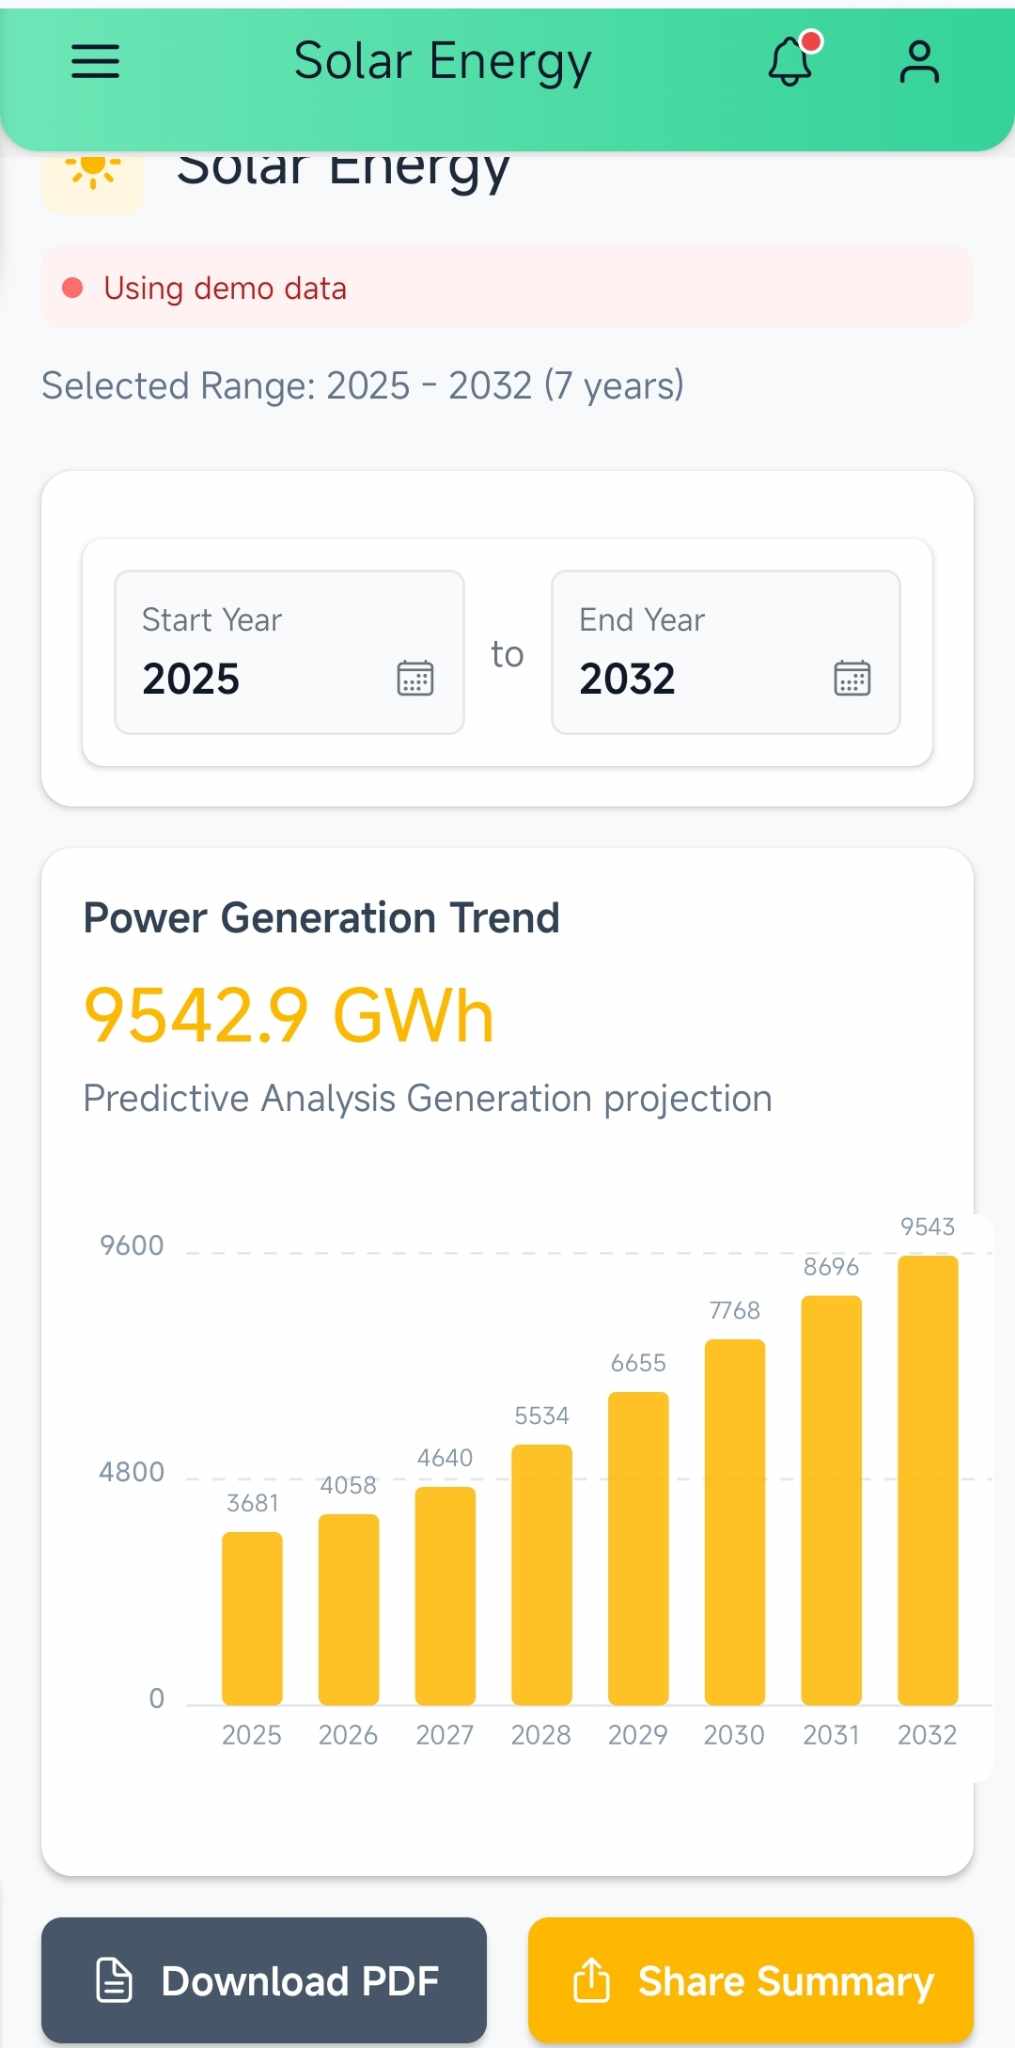 Solar Energy
Solar Energy
Using demo data
Selected Range: 2025 - 2032 (7 years)
Start Year
2025
to
End Year
2032
Power Generation Trend
9542.9 GWh
Predictive Analysis Generation projection
9600
4800
0
3681
4058
4640
5534
6655
7768
8696
9543
2025 2026 2027 2028 2029 2030 2031 2032
Download PDF
Share Summary